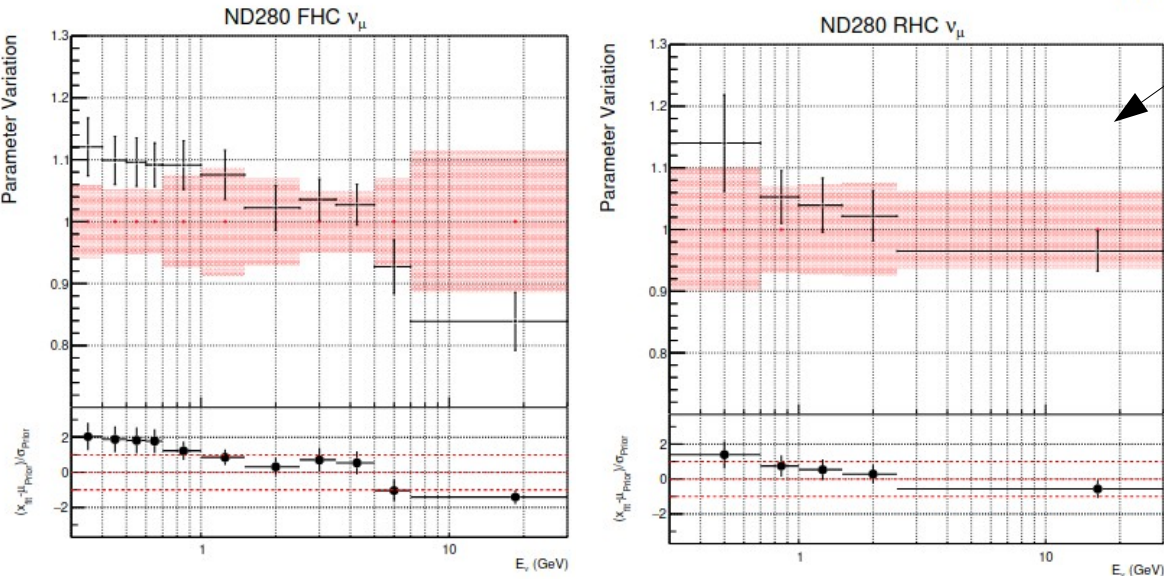 ND280 FHC νμ
Parameter Variation
1.3
1.2
1.1
1
0.9
0.8
(xfit-μPrior)/σPrior
2
0
−2
1
10
Eν (GeV)
ND280 RHC νμ
Parameter Variation
1.3
1.2
1.1
1
0.9
0.8
(xfit-μPrior)/σPrior
2
0
−2
1
10
Eν (GeV)